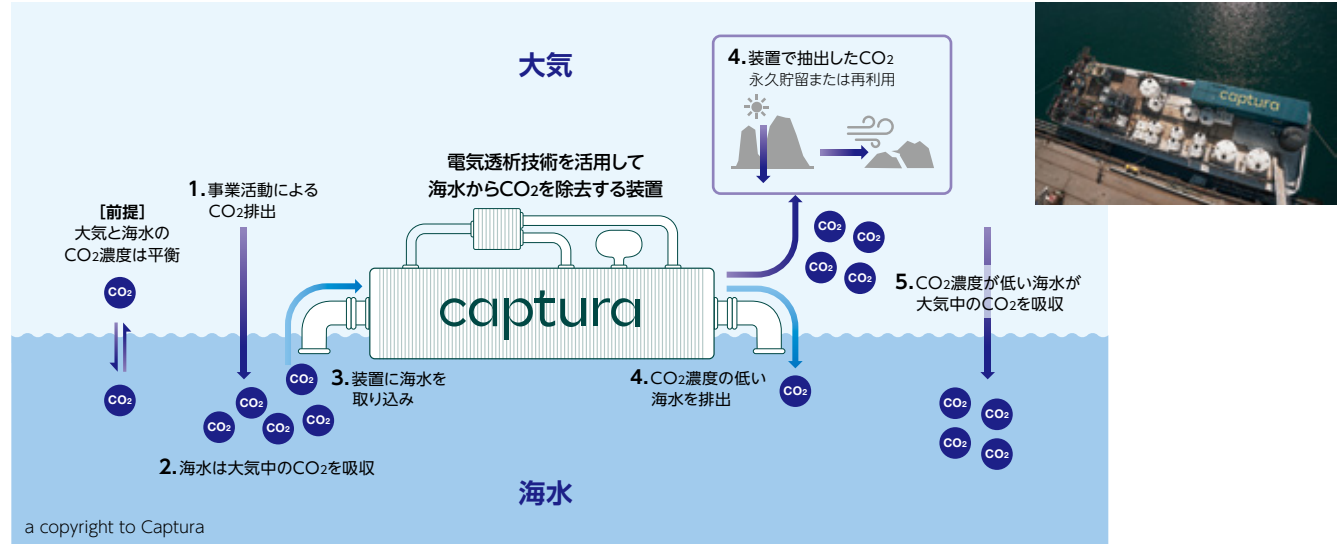 大気
4.装置で抽出したCO₂
永久貯留または再利用
captura
電気透析技術を活用して
海水からCO₂を除去する装置
1.事業活動による
CO₂排出
[前提]
大気と海水の
CO₂濃度は平衡
CO₂
CO₂
CO₂
CO₂
CO₂
CO₂
CO₂
captura
5.CO₂濃度が低い海水が
大気中のCO₂を吸収
CO₂
3.装置に海水を
取り込み
4.CO₂濃度の低い
海水を排出
CO₂
CO₂
CO₂
CO₂
CO₂
CO₂
CO₂
CO₂
CO₂
2.海水は大気中のCO₂を吸収
海水
a copyright to Captura